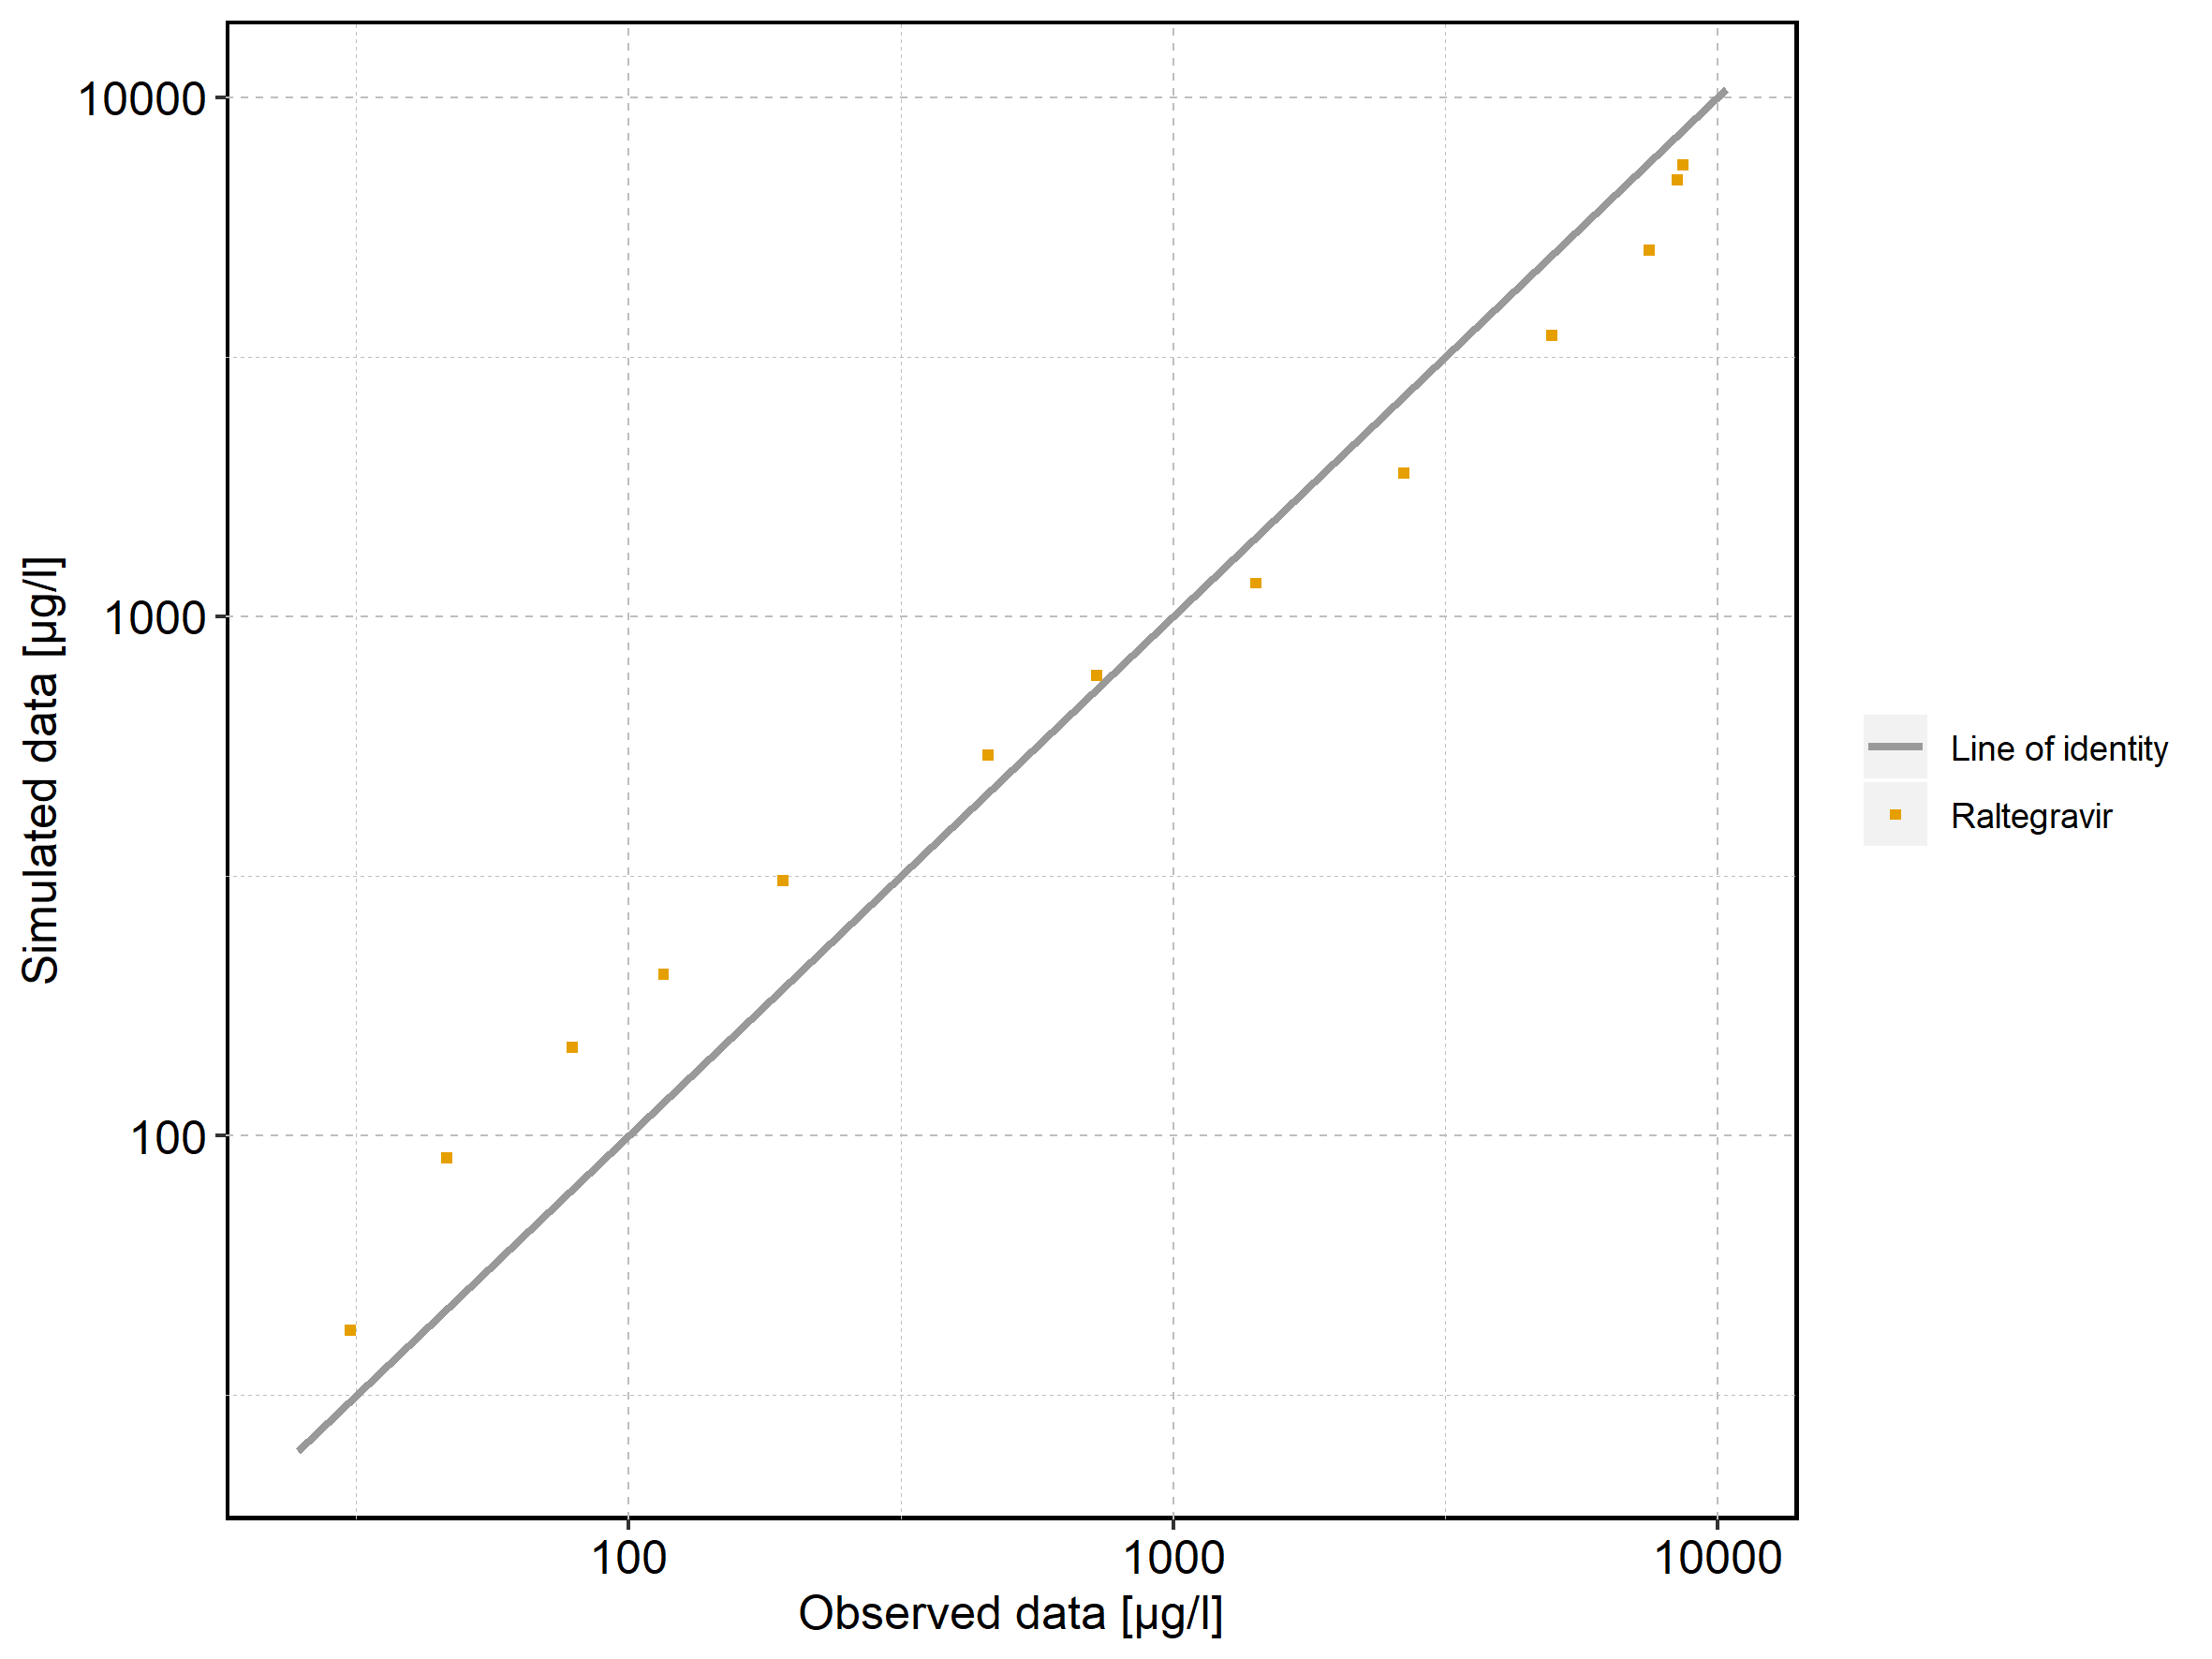 10000
1000
100
Simulated data [µg/l]
100
1000
10000
Observed data [µg/l]
Line of identity
Raltegravir